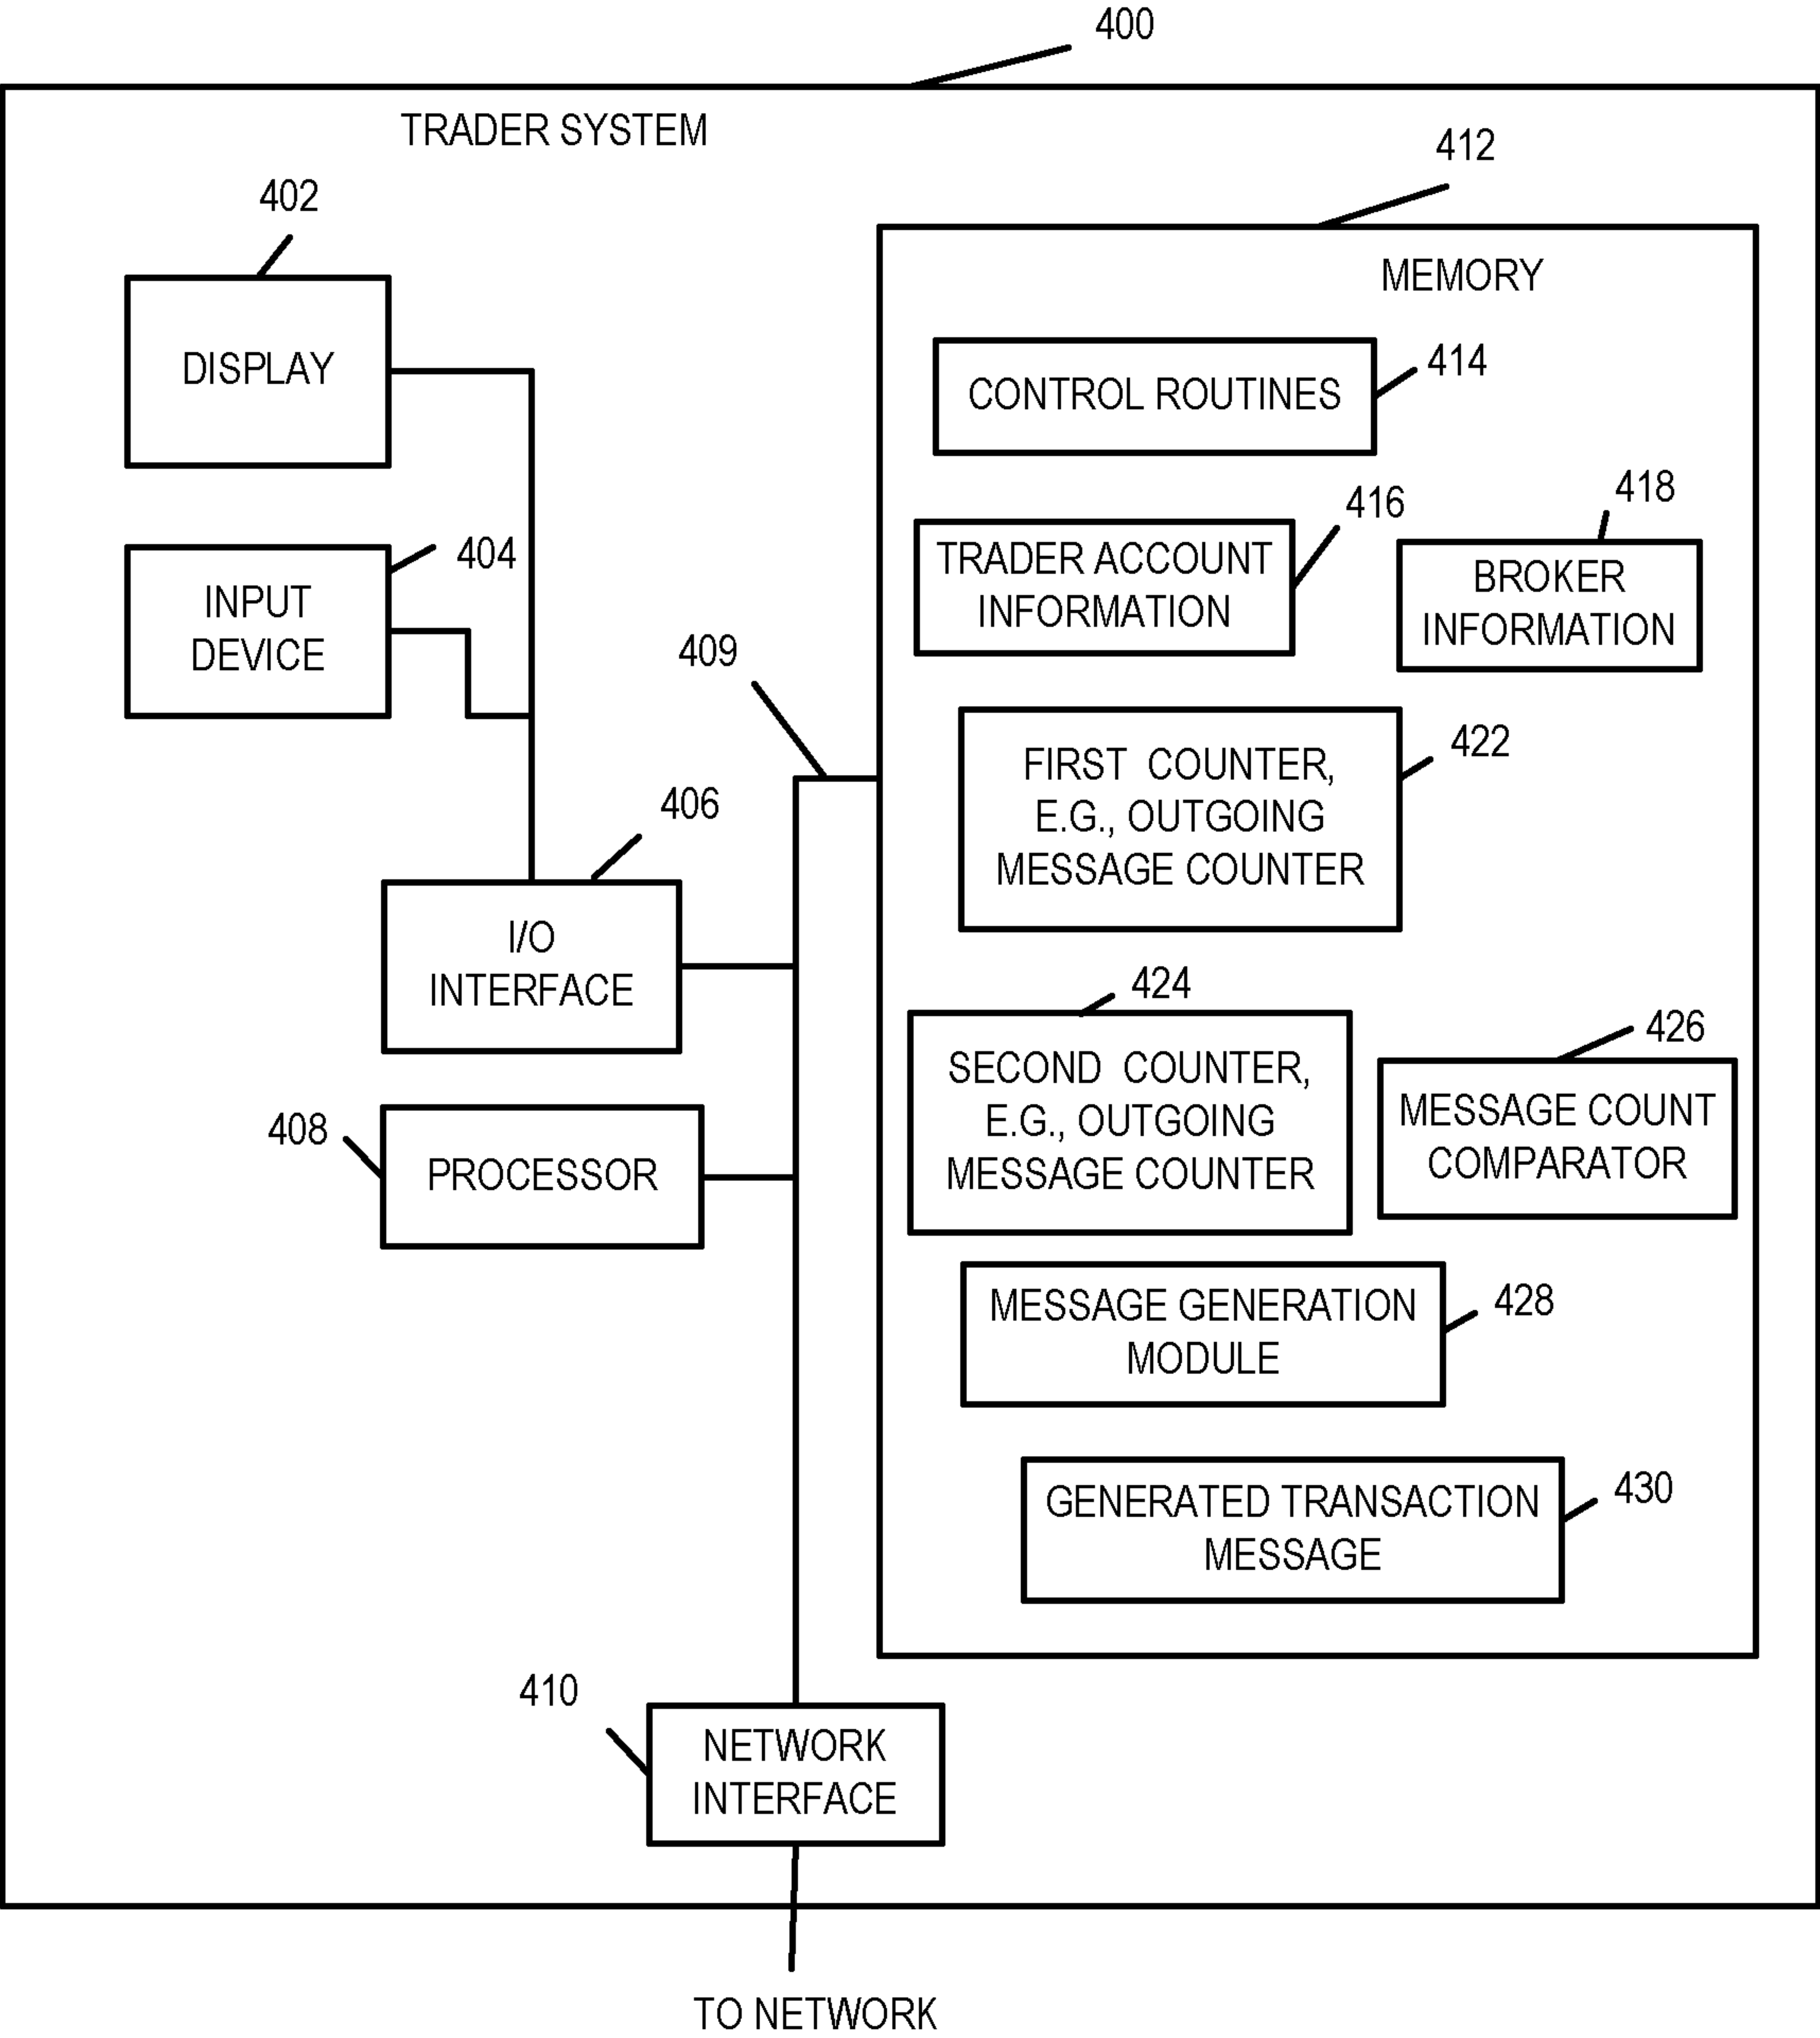 400
TRADER SYSTEM
412
402
MEMORY
DISPLAY
CONTROL ROUTINES
414
416
418
TRADER ACCOUNT
INFORMATION
BROKER
INFORMATION
404
INPUT
DEVICE
409
FIRST COUNTER,
E.G., OUTGOING
MESSAGE COUNTER
422
406
I/O
INTERFACE
424
SECOND COUNTER,
E.G., OUTGOING
MESSAGE COUNTER
426
MESSAGE COUNT
COMPARATOR
408
PROCESSOR
MESSAGE GENERATION
MODULE
428
GENERATED TRANSACTION
MESSAGE
430
410
NETWORK
INTERFACE
TO NETWORK